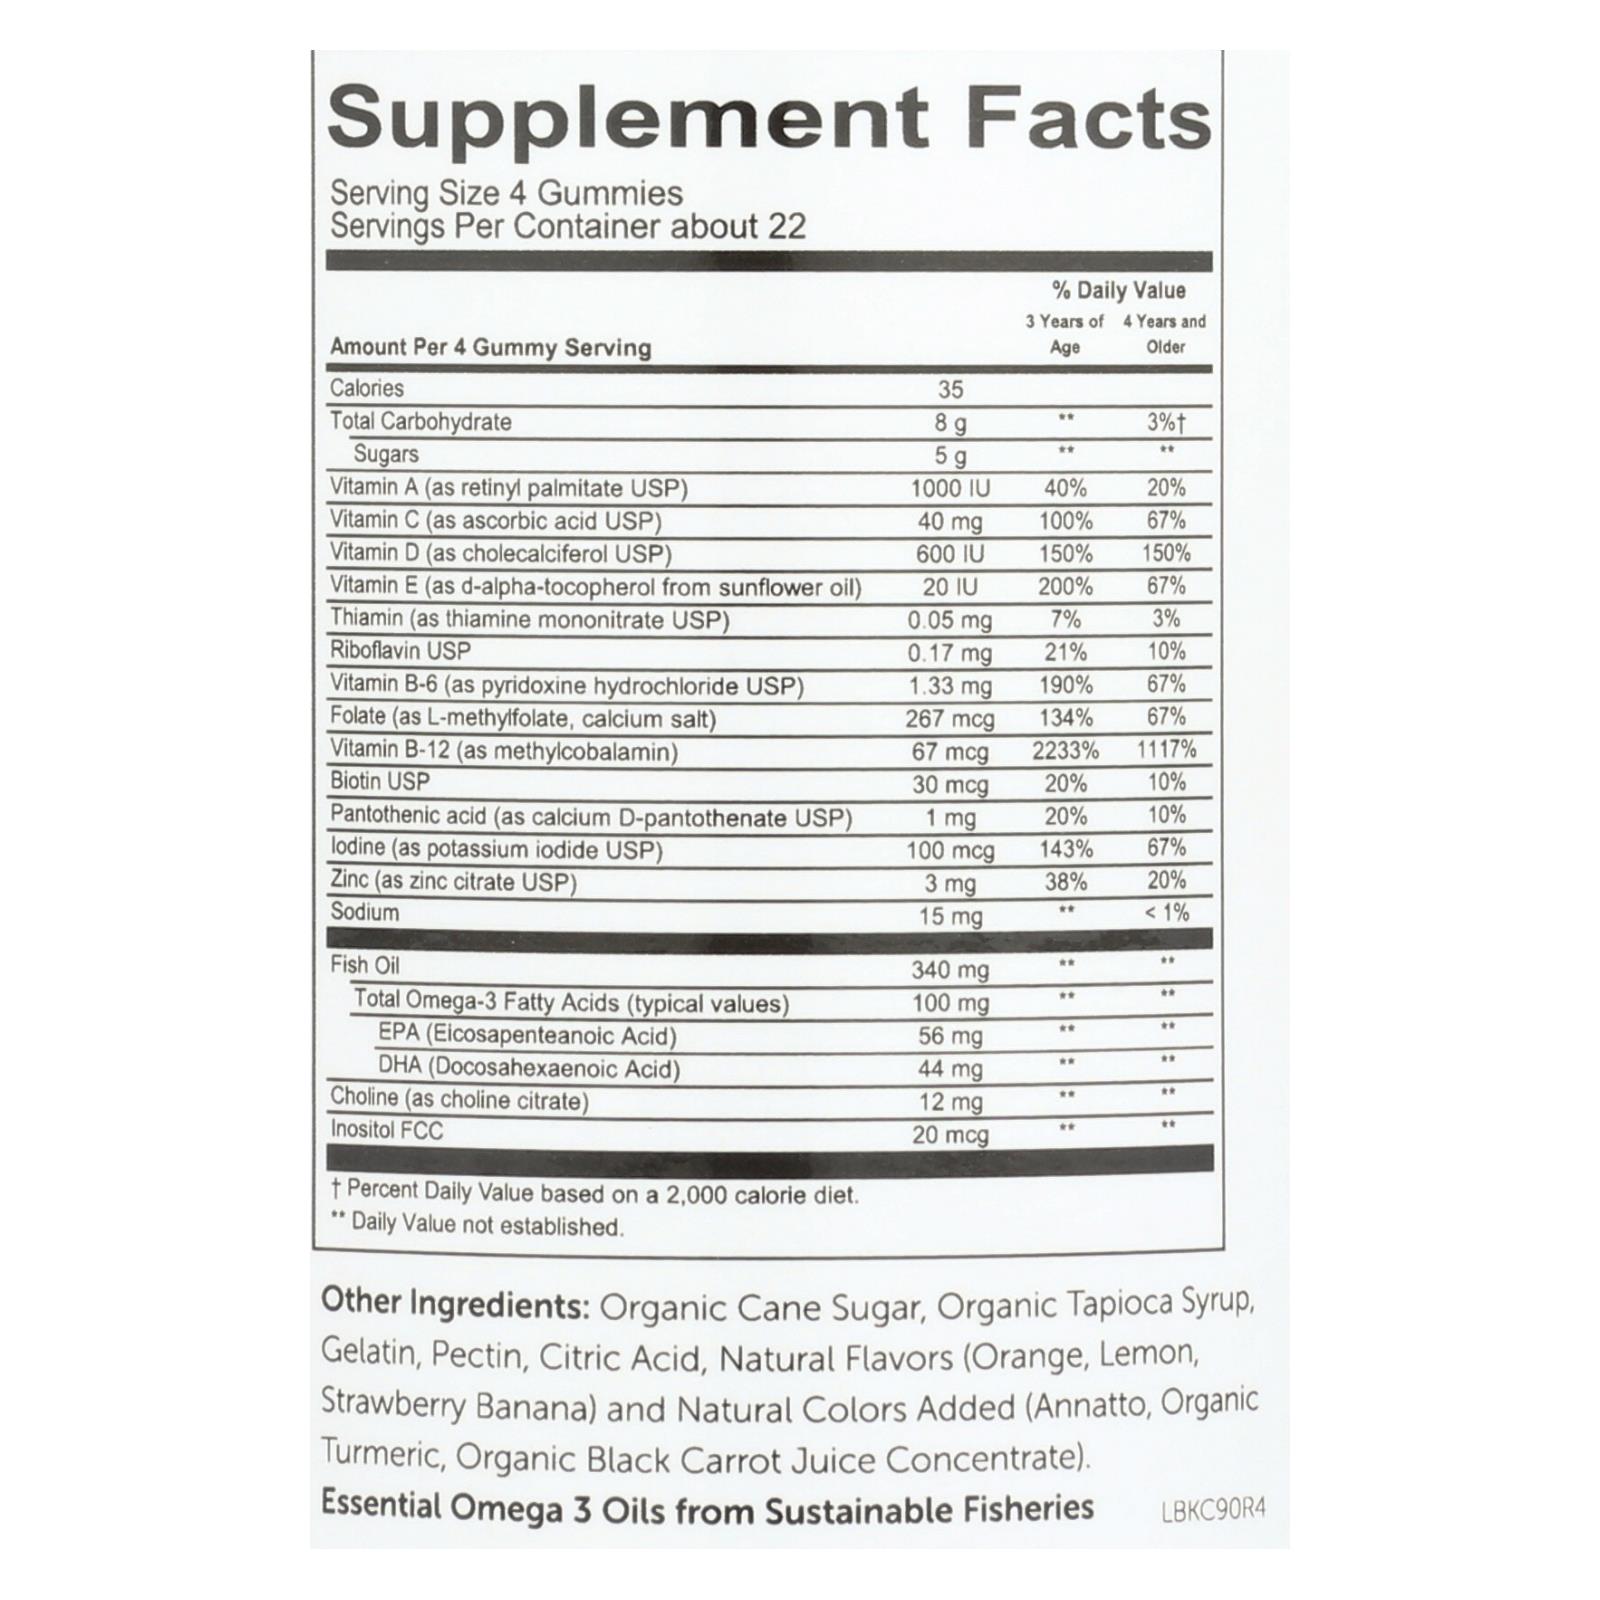 Supplement Facts
Serving Size 4 Gummies
Servings Per Container about 22
% Daily Value
3 Years of Age 4 Years and Older
Amount Per 4 Gummy Serving
Calories 35
Total Carbohydrate 8 g ** 3%†
Sugars 5 g ** **
Vitamin A (as retinyl palmitate USP) 1000 IU 40% 20%
Vitamin C (as ascorbic acid USP) 40 mg 100% 67%
Vitamin D (as cholecalciferol USP) 600 IU 150% 150%
Vitamin E (as d-alpha-tocopherol from sunflower oil) 20 IU 200% 67%
Thiamin (as thiamine mononitrate USP) 0.05 mg 7% 3%
Riboflavin USP 0.17 mg 21% 10%
Vitamin B-6 (as pyridoxine hydrochloride USP) 1.33 mg 190% 67%
Folate (as L-methylfolate, calcium salt) 267 mcg 134% 67%
Vitamin B-12 (as methylcobalamin) 67 mcg 2233% 1117%
Biotin USP 30 mcg 20% 10%
Pantothenic acid (as calcium D-pantothenate USP) 1 mg 20% 10%
Iodine (as potassium iodide USP) 100 mcg 143% 67%
Zinc (as zinc citrate USP) 3 mg 38% 20%
Sodium 15 mg ** < 1%
Fish Oil 340 mg ** **
Total Omega-3 Fatty Acids (typical values) 100 mg ** **
EPA (Eicosapenteanoic Acid) 56 mg ** **
DHA (Docosahexaenoic Acid) 44 mg ** **
Choline (as choline citrate) 12 mg ** **
Inositol FCC 20 mcg ** **
† Percent Daily Value based on a 2,000 calorie diet.
** Daily Value not established.
Other Ingredients: Organic Cane Sugar, Organic Tapioca Syrup,
Gelatin, Pectin, Citric Acid, Natural Flavors (Orange, Lemon,
Strawberry Banana) and Natural Colors Added (Annatto, Organic
Turmeric, Organic Black Carrot Juice Concentrate).
Essential Omega 3 Oils from Sustainable Fisheries LBKC90R4